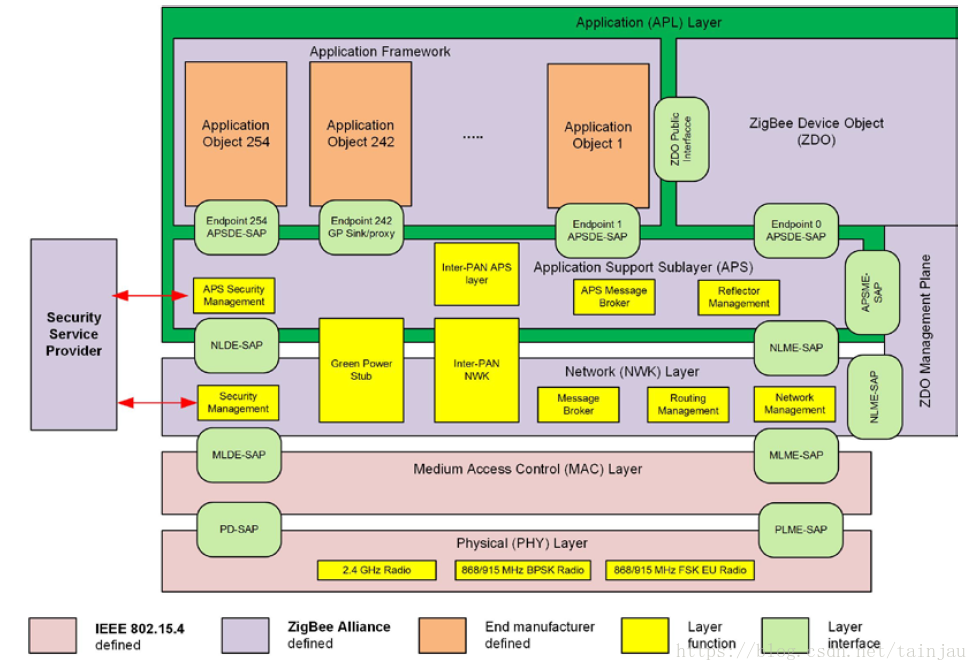 Application (APL) Layer
Application Framework
Application
Object 254
Application
Object 242
.....
Application
Object 1
ZDO Public
Interfacce
ZigBee Device Object
(ZDO)
Endpoint 254
APSDE-SAP
Endpoint 242
GP Sink/proxy
Endpoint 1
APSDE-SAP
Endpoint 0
APSDE-SAP
Security
Service
Provider
Inter-PAN APS
layer
Application Support Sublayer (APS)
APS Security
Management
APS Message
Broker
Reflector
Management
APSME-
SAP
ZDO Management Plane
NLDE-SAP
Green Power
Stub
Inter-PAN
NWK
NLME-SAP
Network (NWK) Layer
Security
Management
Message
Broker
Routing
Management
Network
Management
NLME-SAP
MLDE-SAP
Medium Access Control (MAC) Layer
MLME-SAP
PD-SAP
Physical (PHY) Layer
PLME-SAP
2.4 GHz Radio
868/915 MHz BPSK Radio
868/915 MHz FSK EU Radio
IEEE 802.15.4
defined
ZigBee Alliance
defined
End manufacturer
defined
Layer
function
Layer
interface
https://blog.csdn.net/tainjau